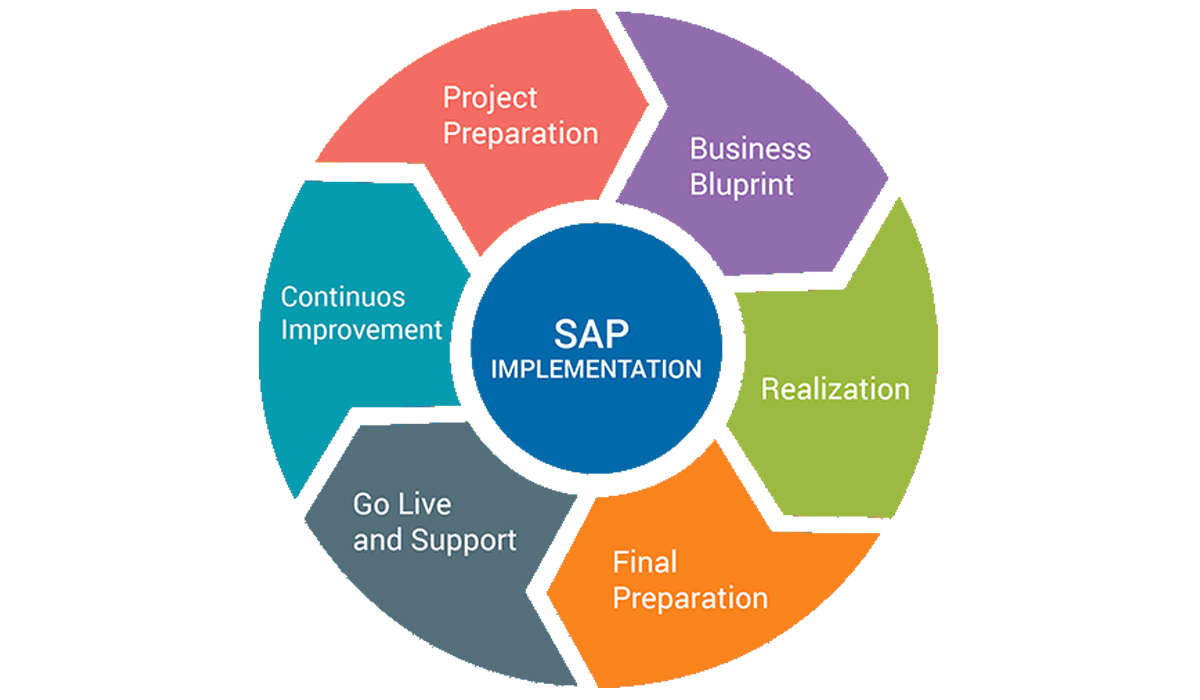 Project
Preparation
Business
Bluprint
Realization
Final
Preparation
Go Live
and Support
Continuos
Improvement
SAP
IMPLEMENTATION